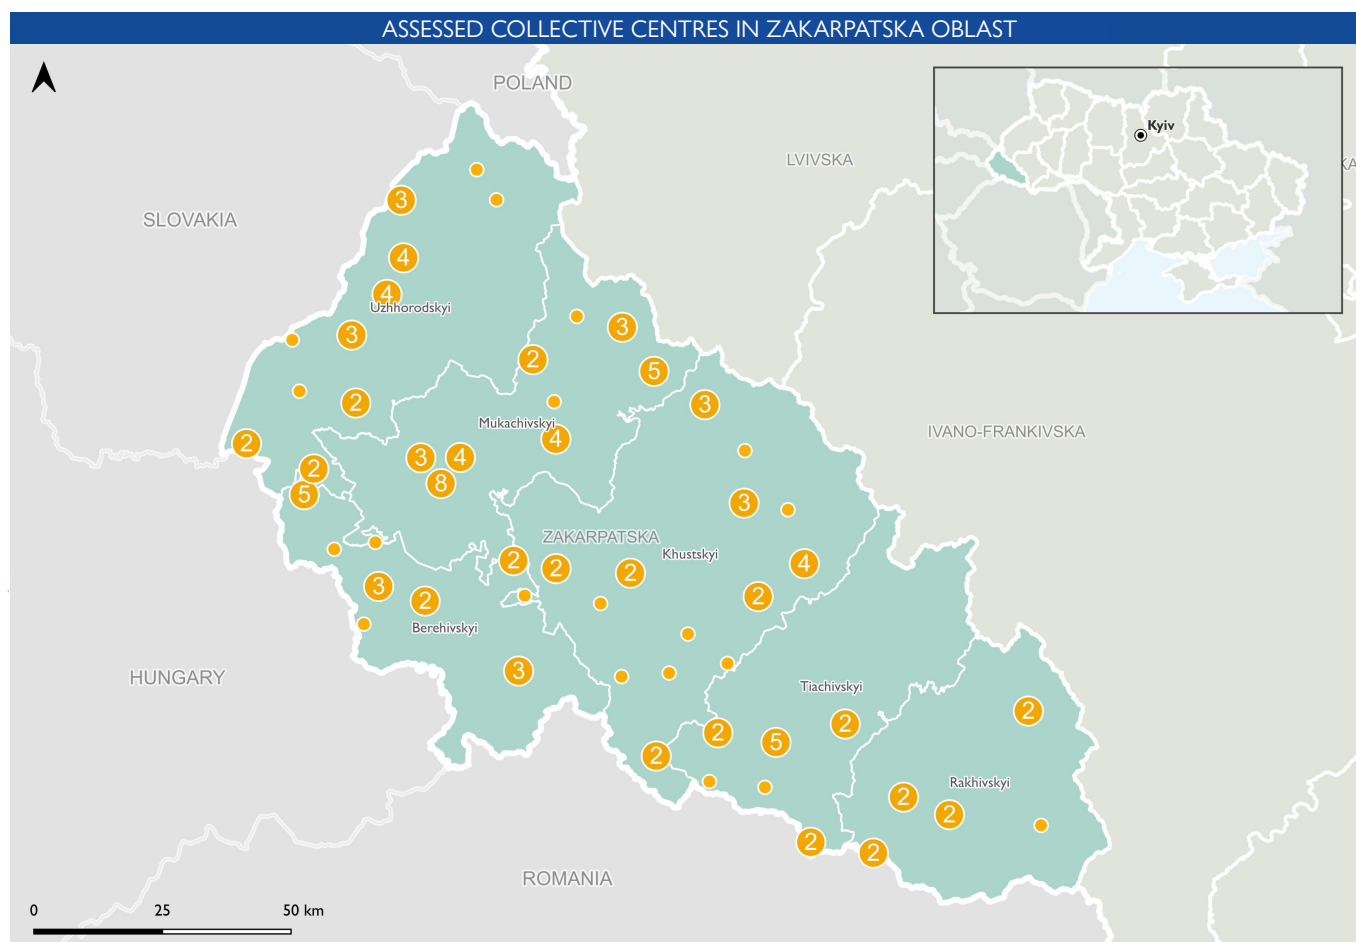 ASSESSED COLLECTIVE CENTRES IN ZAKARPATSKA OBLAST
POLAND
Kyiv
LVIVSKA
KA
SLOVAKIA
3
4
4
Uzhhorodskyi
3
3
2
5
2
3
Mukachivskyi
IVANO-FRANKIVSKA
2
4
3
4
2
8
5
3
ZAKARPATSKA
Khustskyi
2
2
2
4
3
2
2
Berehivskyi
3
HUNGARY
Tiachivskyi
2
2
2
5
2
Rakhivskyi
2
2
2
2
ROMANIA
0 25 50 km